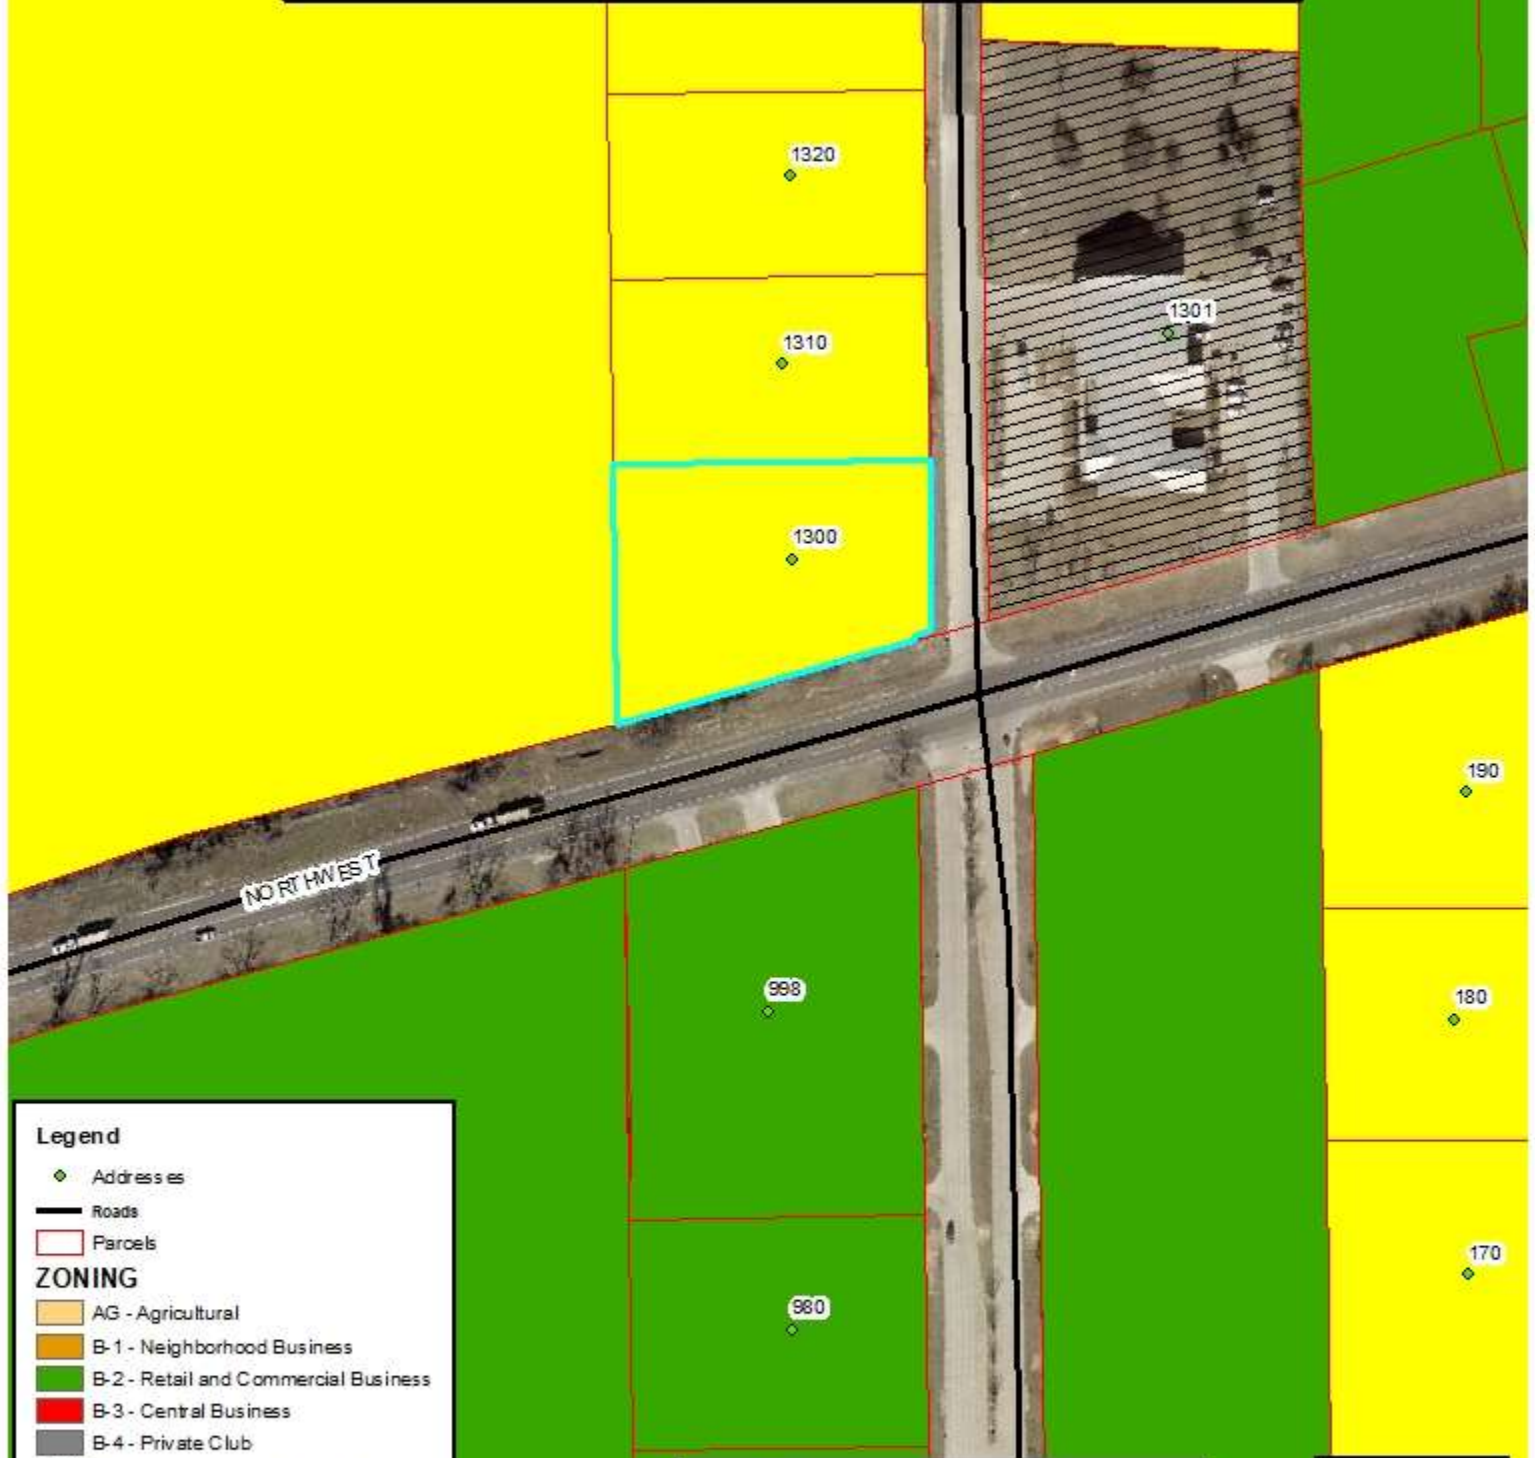 1320
1301
1310
1300
190
NORTHWEST
998
180
170
980
Legend
Addresses
Roads
Parcels
ZONING
AG - Agricultural
B-1 - Neighborhood Business
B-2 - Retail and Commercial Business
B-3 - Central Business
B-4 - Private Club